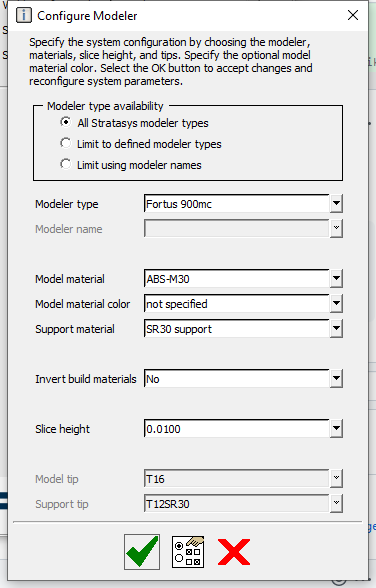 Configure Modeler
Specify the system configuration by choosing the modeler,
materials, slice height, and tips. Specify the optional model
material color. Select the OK button to accept changes and
reconfigure system parameters.
Modeler type availability
All Stratasys modeler types
Limit to defined modeler types
Limit using modeler names
Modeler type Fortus 900mc
Modeler name
Model material ABS-M30
Model material color not specified
Support material SR30 support
Invert build materials No
Slice height 0.0100
Model tip T16
Support tip T12SR30